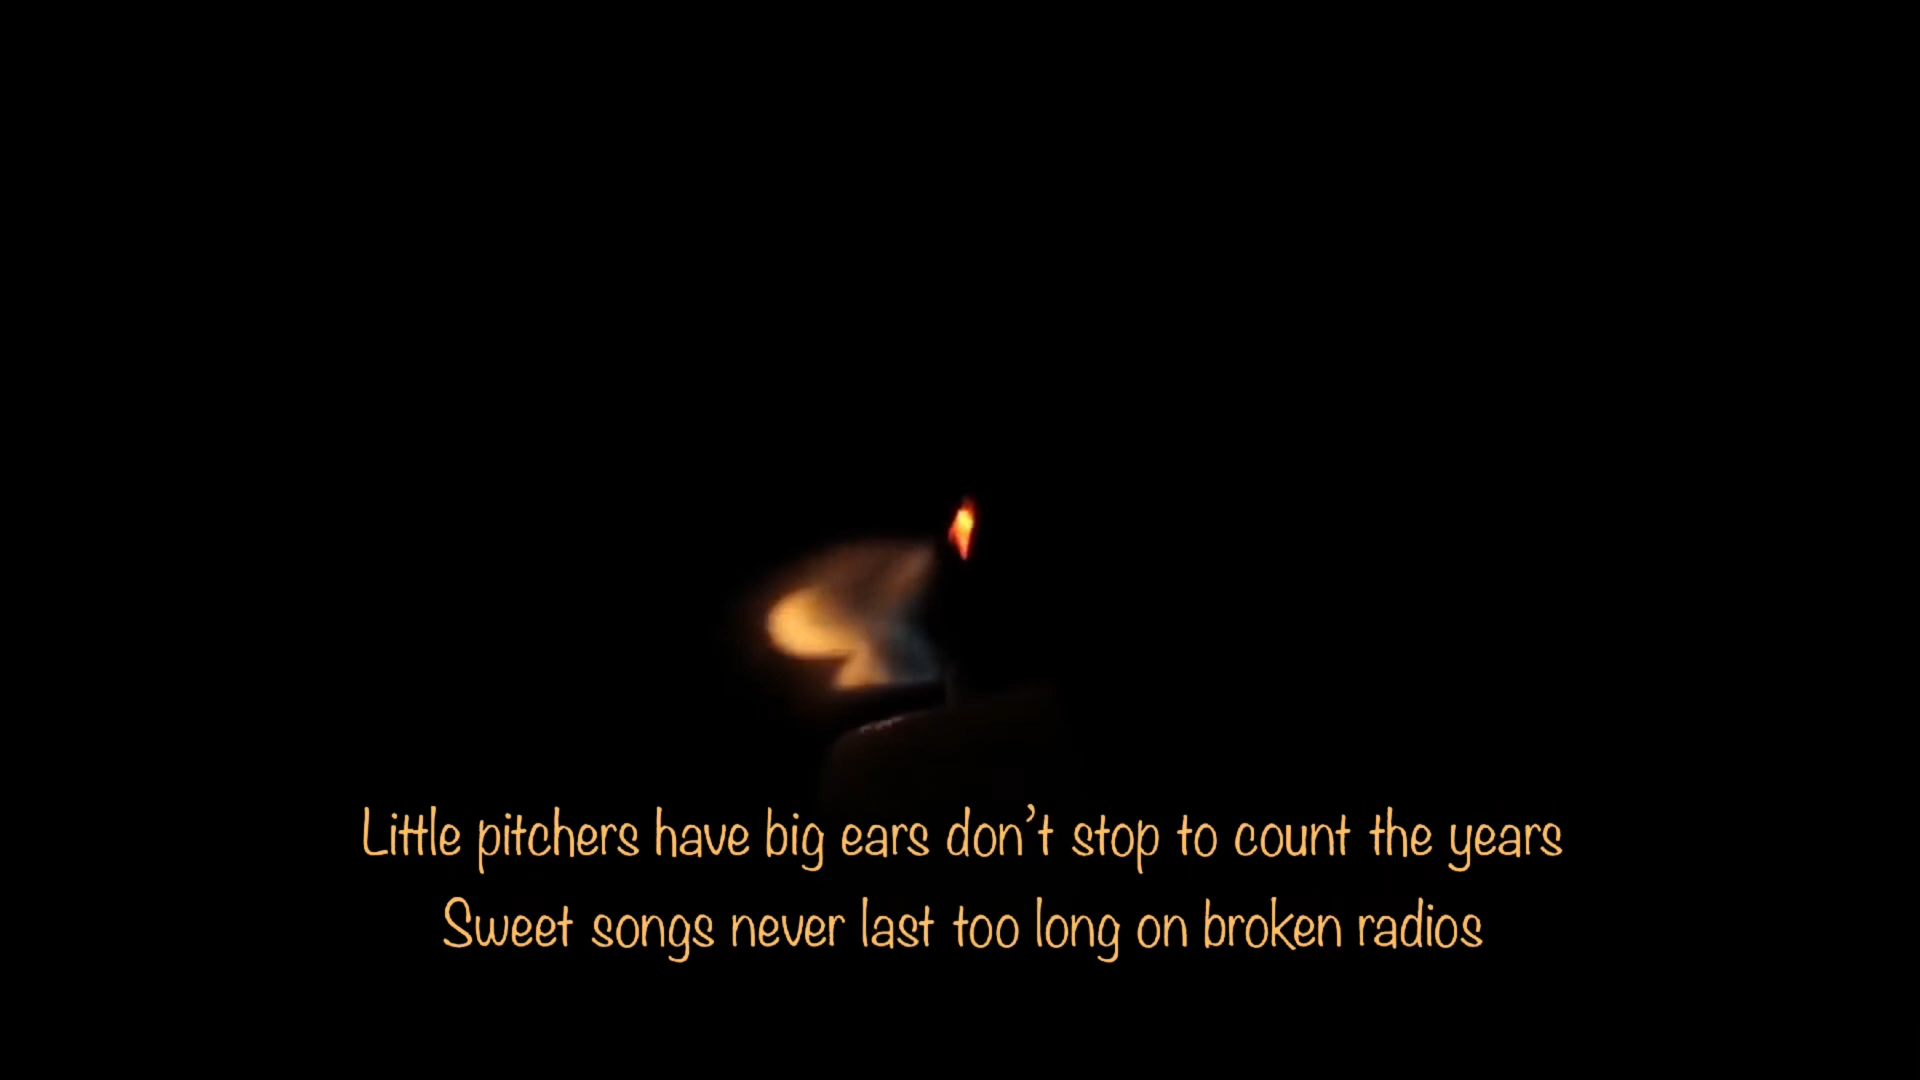 Little pitchers have big ears don’t stop to count the years
Sweet songs never last too long on broken radios